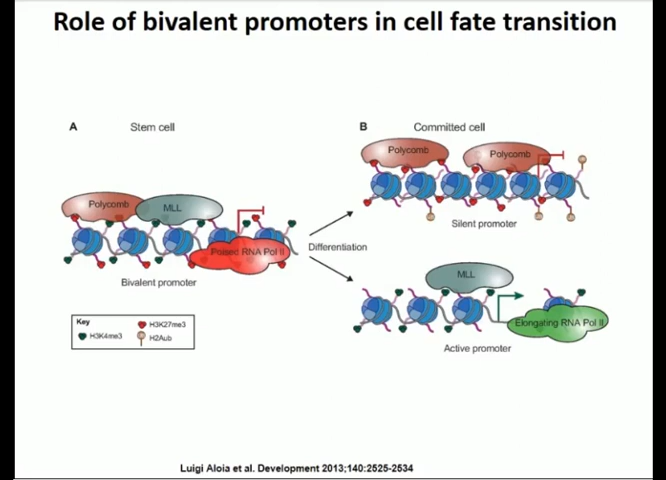 Role of bivalent promoters in cell fate transition
A
Stem cell
B
Committed cell
Polycomb
Polycomb
Silent promoter
Polycomb
MLL
Poised RNA Pol II
Bivalent promoter
Differentiation
MLL
Elongating RNA Pol II
Active promoter
Key
H3K4me3
H3K27me3
H2Aub
Luigi Aloia et al. Development 2013;140:2525-2534